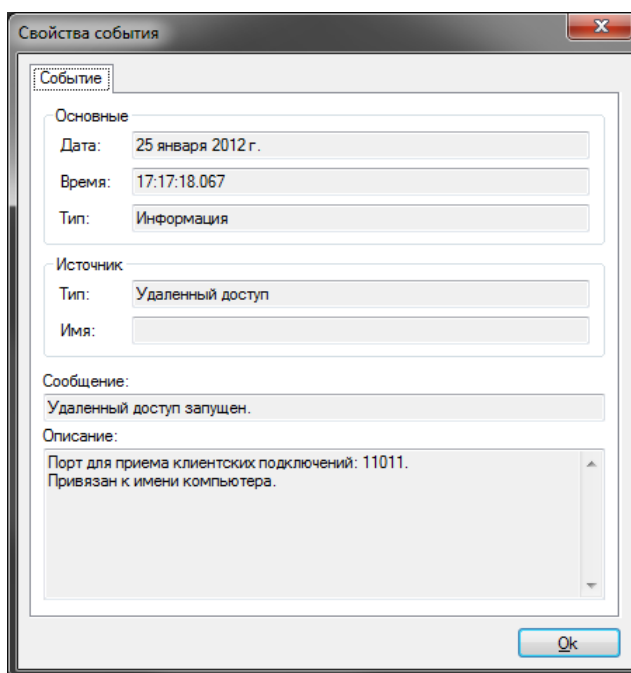 Свойства события
Событие
Основные
Дата: 25 января 2012 г.
Время: 17:17:18.067
Тип: Информация
Источник
Тип: Удаленный доступ
Имя:
Сообщение:
Удаленный доступ запущен.
Описание:
Порт для приема клиентских подключений: 11011.
Привязан к имени компьютера.
Ok